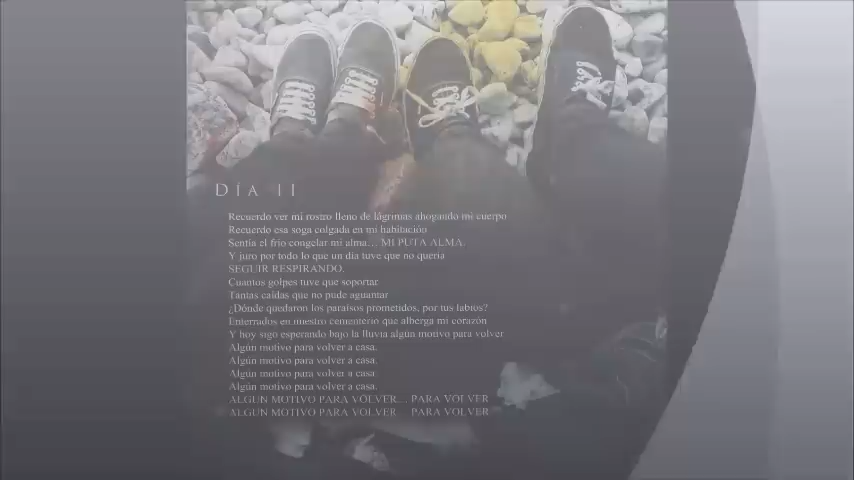 DÍA II
Recuerdo ver mi rostro lleno de lágrimas ahogando mi cuerpo
Recuerdo esa soga colgada en mi habitación
Sentía el frío congelar mi alma... MI PUTA ALMA.
Y juro por todo lo que un día tuve que no quería
SEGUIR RESPIRANDO.
Cuantos golpes tuve que soportar
Tantas caídas que no pude aguantar
¿Dónde quedaron los paraísos prometidos, por tus labios?
Enterrados en nuestro cementerio que alberga mi corazón
Y hoy sigo esperando bajo la lluvia algún motivo para volver
Algún motivo para volver a casa.
Algún motivo para volver a casa.
Algún motivo para volver a casa.
Algún motivo para volver a casa.
ALGÚN MOTIVO PARA VOLVER... PARA VOLVER
ALGÚN MOTIVO PARA VOLVER... PARA VOLVER